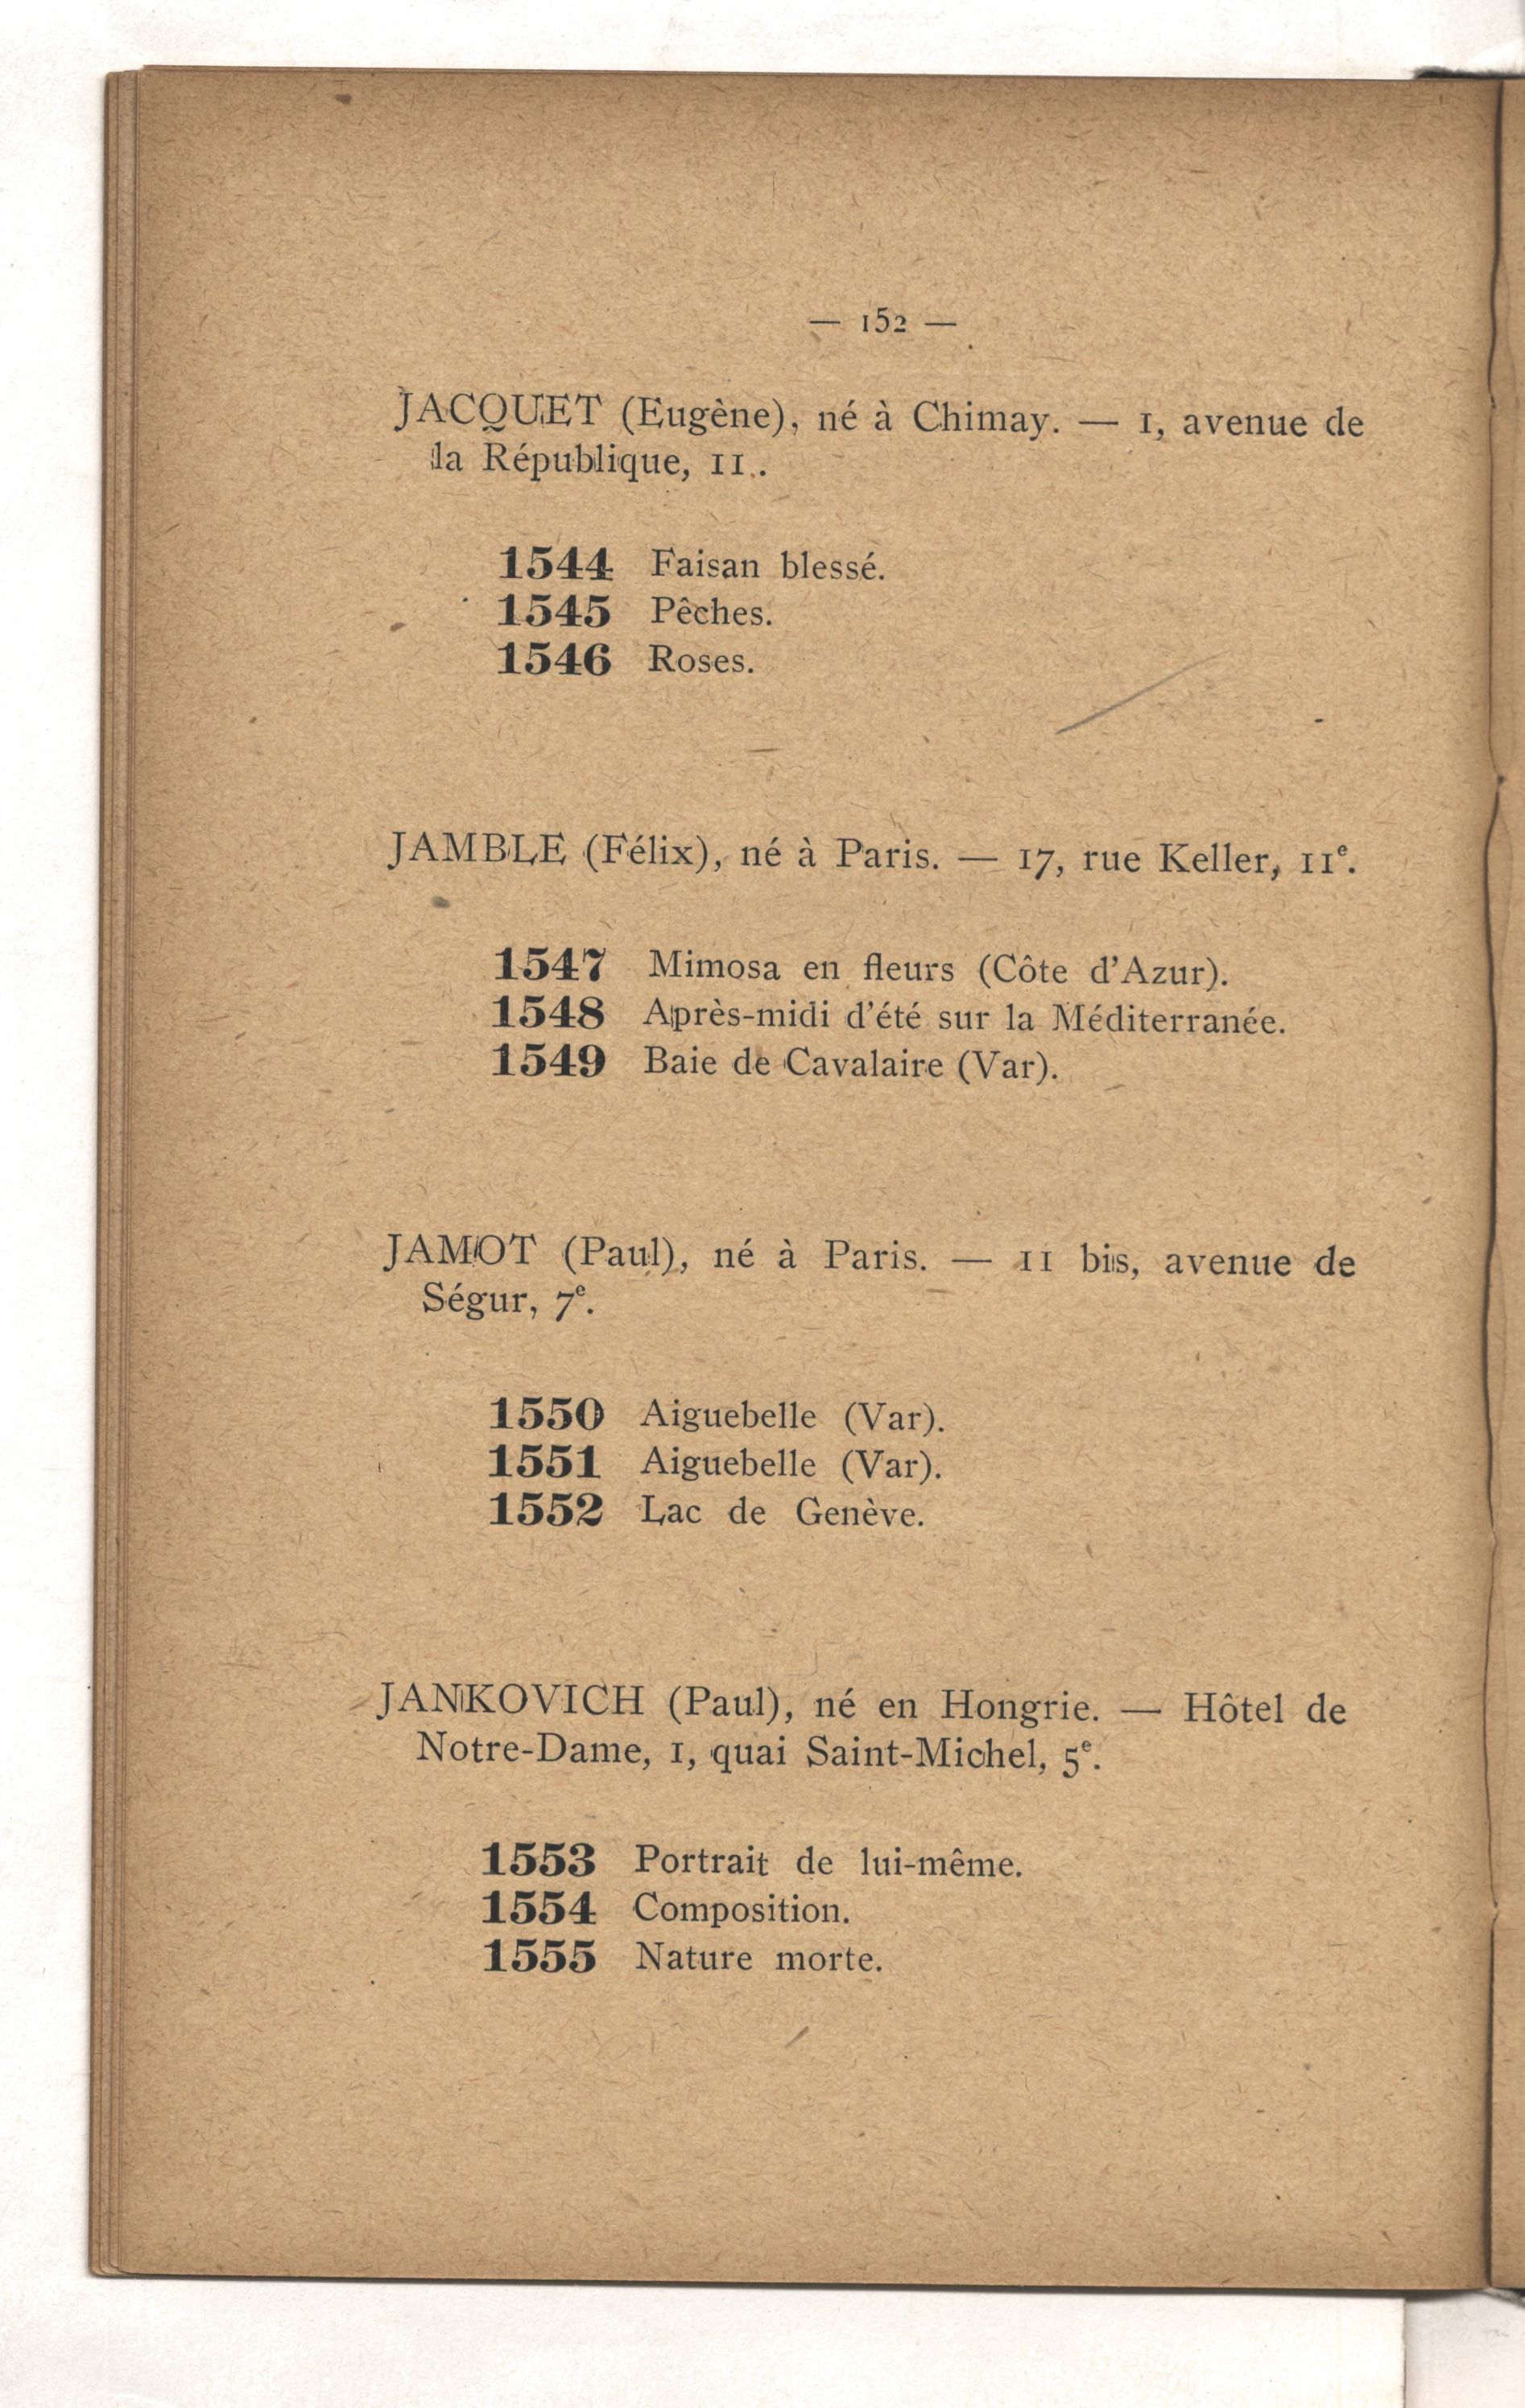 — 152 —
JACQUET (Eugène), né à Chimay. — 1, avenue de
la République, 11..
1544 Faisan blessé.
1545 Pêches.
1546 Roses.
JAMBLE (Félix), né à Paris. — 17, rue Keller, 11e.
1547 Mimosa en fleurs (Côte d'Azur).
1548 Après-midi d'été sur la Méditerranée.
1549 Baie de Cavalaire (Var).
JAMOT (Paul), né à Paris. — 11 bis, avenue de
Ségur, 7e.
1550 Aiguebelle (Var).
1551 Aiguebelle (Var).
1552 Lac de Genève.
JANKOVICH (Paul), né en Hongrie. — Hôtel de
Notre-Dame, 1, quai Saint-Michel, 5e.
1553 Portrait de lui-même.
1554 Composition.
1555 Nature morte.